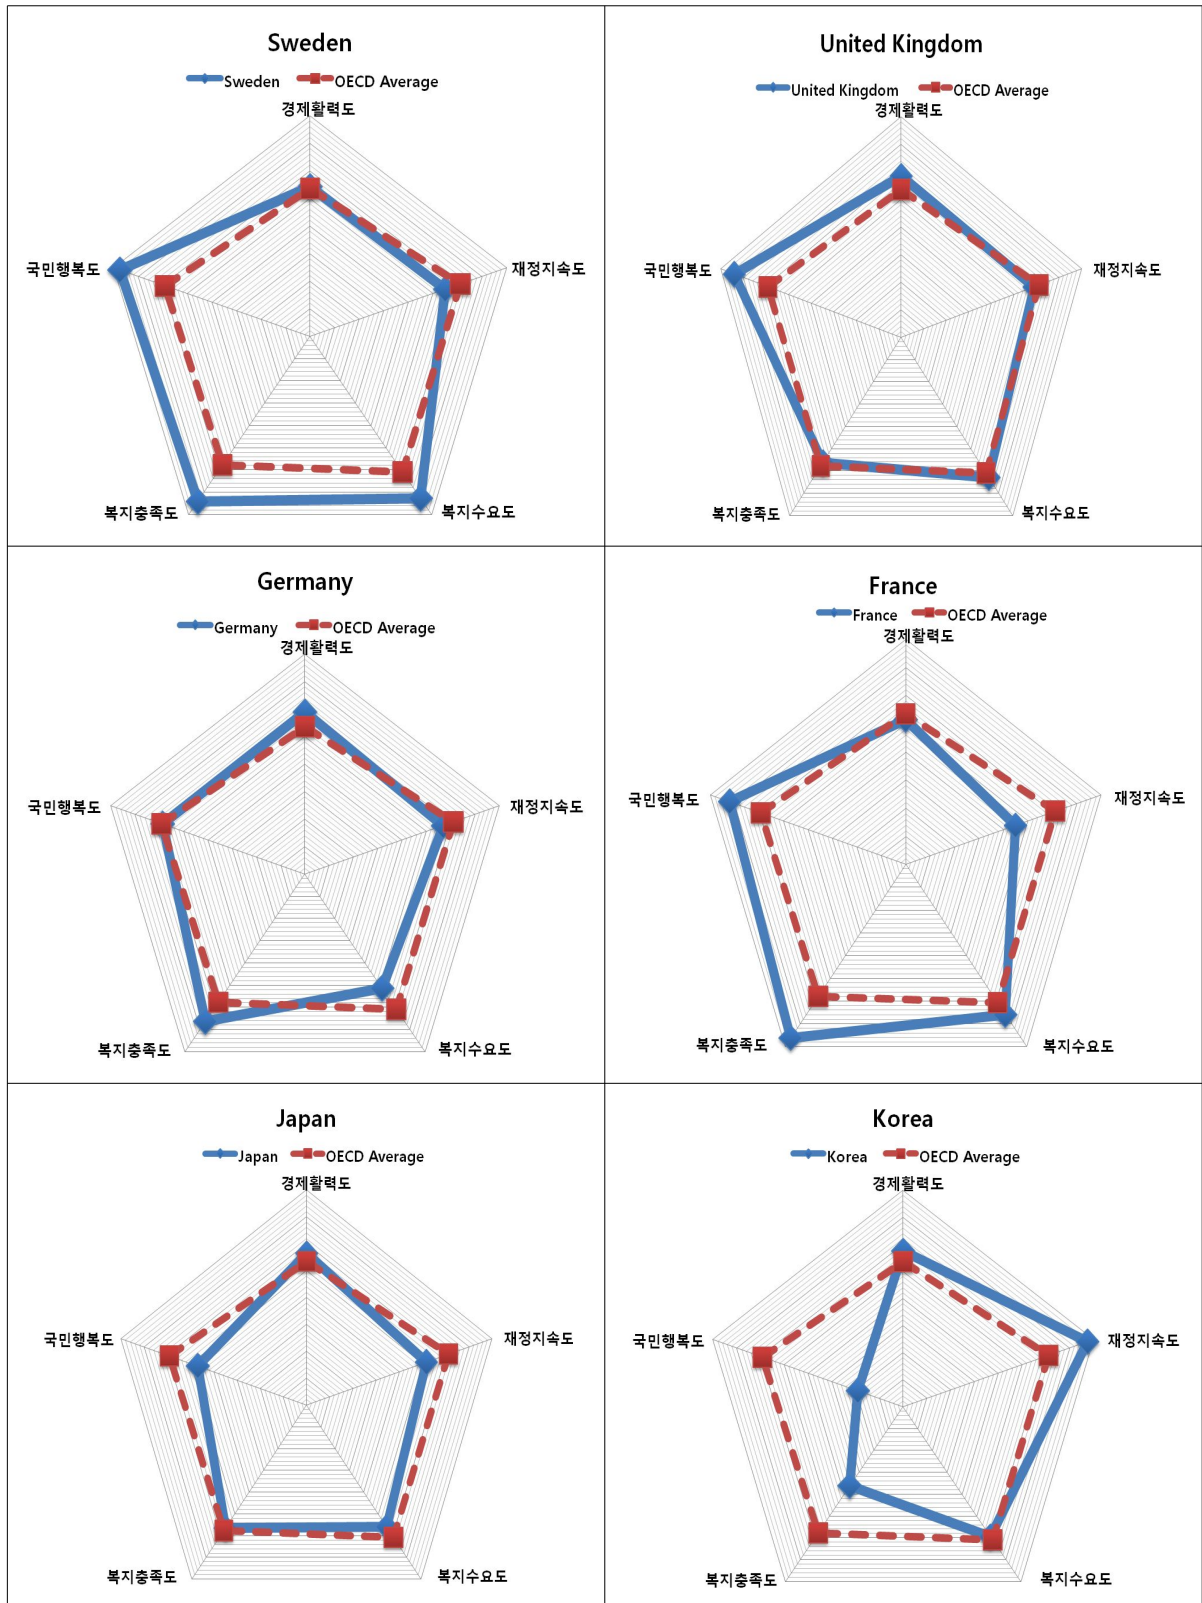 Sweden
Sweden OECD Average
경제활력도
국민행복도 재정지속도
복지충족도 복지수요도
United Kingdom
United Kingdom OECD Average
경제활력도
국민행복도 재정지속도
복지충족도 복지수요도
Germany
Germany OECD Average
경제활력도
국민행복도 재정지속도
복지충족도 복지수요도
France
France OECD Average
경제활력도
국민행복도 재정지속도
복지충족도 복지수요도
Japan
Japan OECD Average
경제활력도
국민행복도 재정지속도
복지충족도 복지수요도
Korea
Korea OECD Average
경제활력도
국민행복도 재정지속도
복지충족도 복지수요도